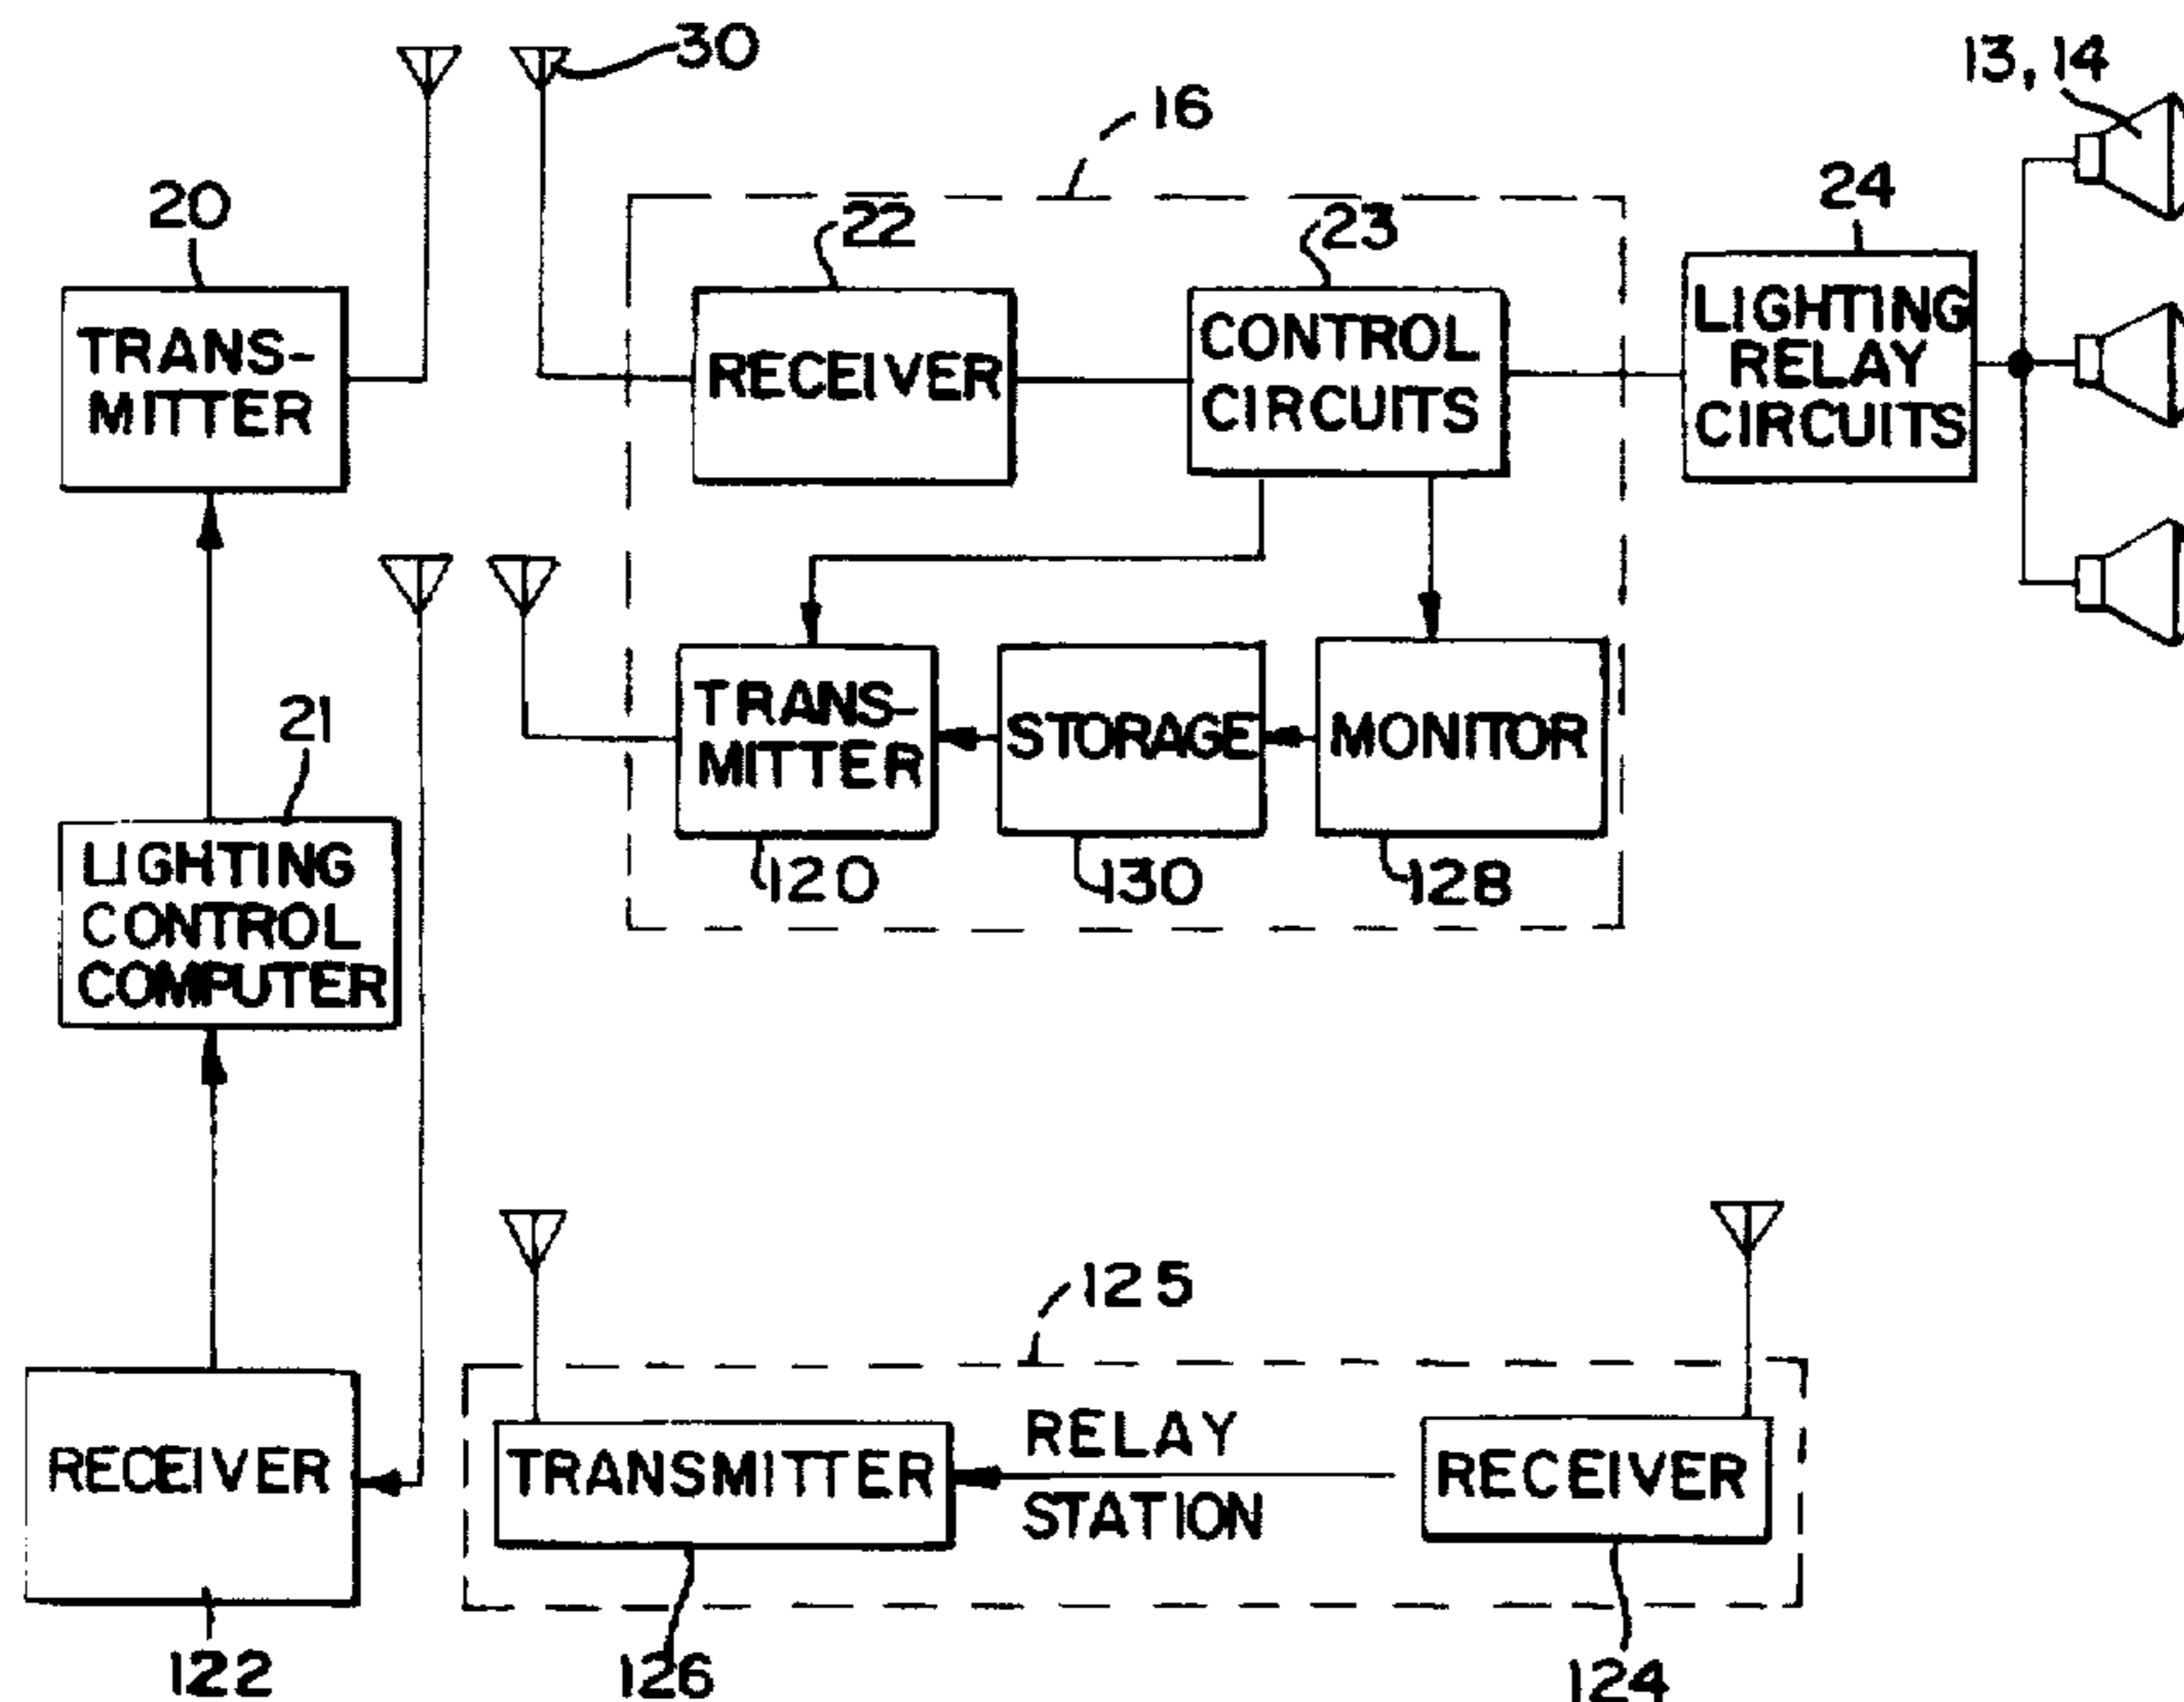 30
13, 14
16
20
22
23
24
TRANS-
MITTER
RECEIVER
CONTROL
CIRCUITS
LIGHTING
RELAY
CIRCUITS
21
TRANS-
MITTER
STORAGE
MONITOR
120
130
128
LIGHTING
CONTROL
COMPUTER
125
RECEIVER
TRANSMITTER
RELAY
STATION
RECEIVER
122
126
124